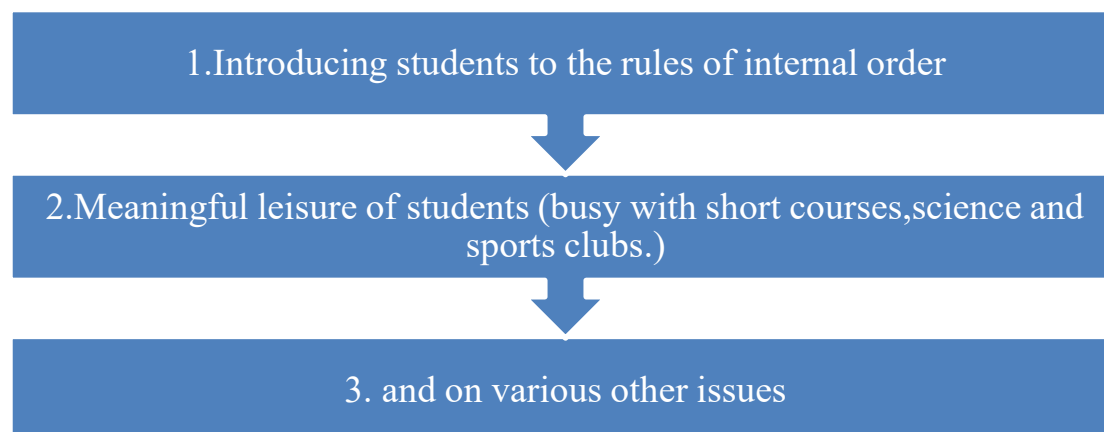 1.Introducing students to the rules of internal order
2.Meaningful leisure of students (busy with short courses,science and
sports clubs.)
3. and on various other issues